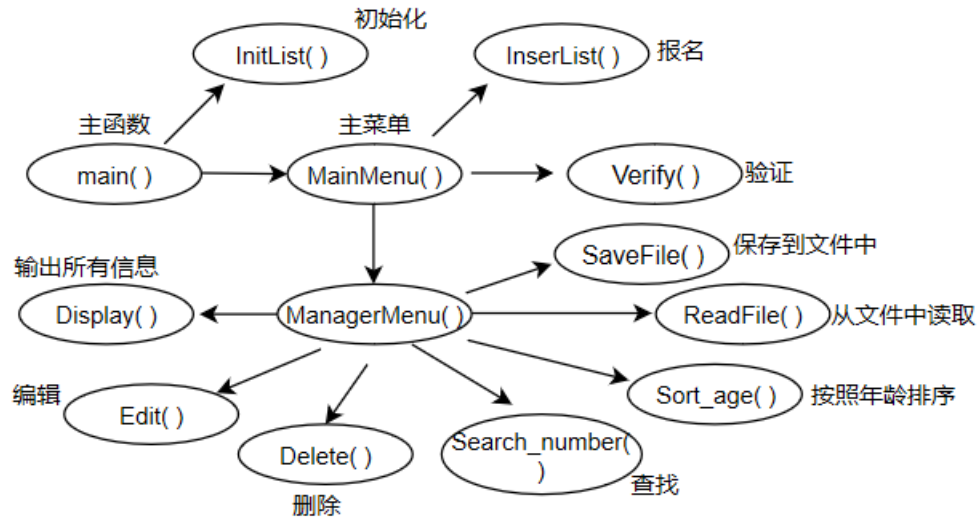 初始化
InitList( )
InserList( )
报名
主函数
主菜单
main( )
MainMenu( )
Verify( )
验证
SaveFile( )
保存到文件中
输出所有信息
Display( )
ManagerMenu( )
ReadFile( )
从文件中读取
编辑
Edit( )
Sort_age( )
按照年龄排序
Delete( )
删除
Search_number(
)
查找